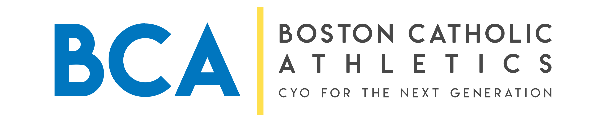 BCA
BOSTON CATHOLIC
ATHLETICS
CYO FOR THE NEXT GENERATION